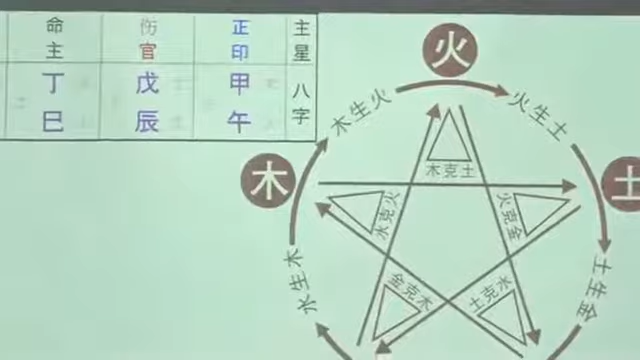 命主 伤官 正印 主星
丁巳 戊辰 甲午 八字
火
木
土
木生火
火生土
土生金
水生木
木克土
水克火
火克金
金克木
土克水